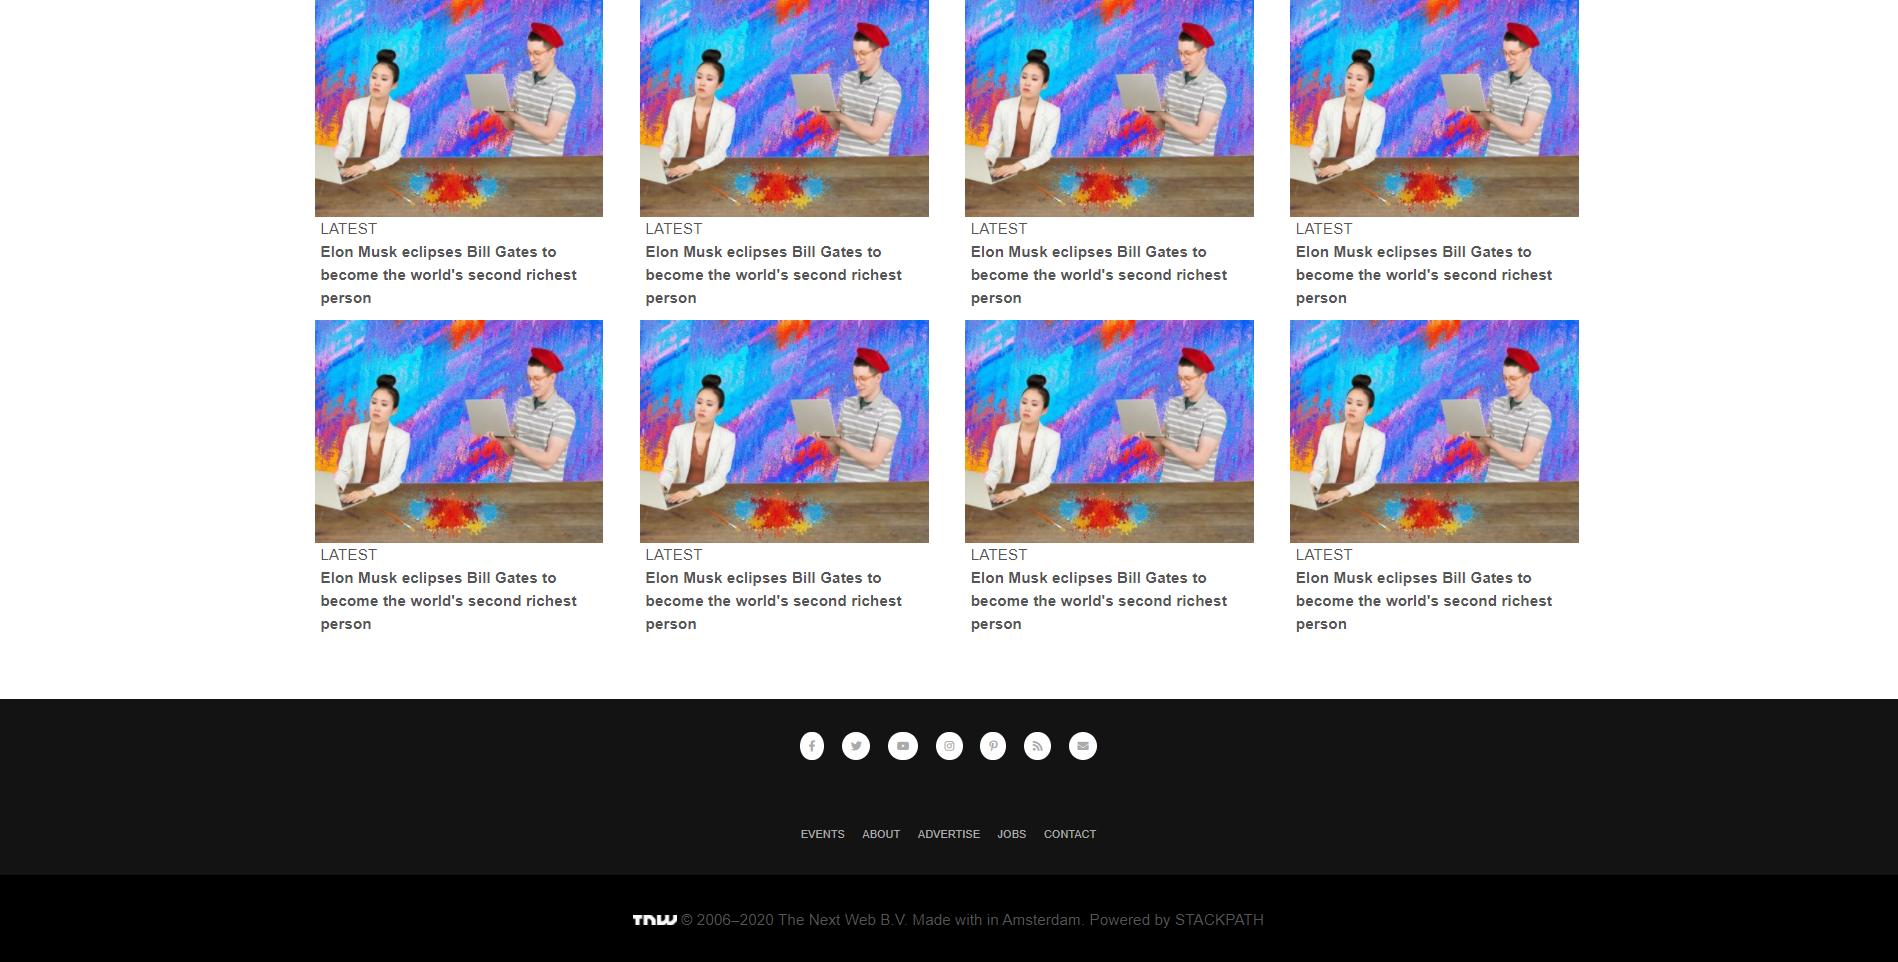 LATEST
Elon Musk eclipses Bill Gates to
become the world's second richest
person
LATEST
Elon Musk eclipses Bill Gates to
become the world's second richest
person
LATEST
Elon Musk eclipses Bill Gates to
become the world's second richest
person
LATEST
Elon Musk eclipses Bill Gates to
become the world's second richest
person
LATEST
Elon Musk eclipses Bill Gates to
become the world's second richest
person
LATEST
Elon Musk eclipses Bill Gates to
become the world's second richest
person
LATEST
Elon Musk eclipses Bill Gates to
become the world's second richest
person
LATEST
Elon Musk eclipses Bill Gates to
become the world's second richest
person
EVENTS ABOUT ADVERTISE JOBS CONTACT
TNW © 2006–2020 The Next Web B.V. Made with in Amsterdam. Powered by STACKPATH